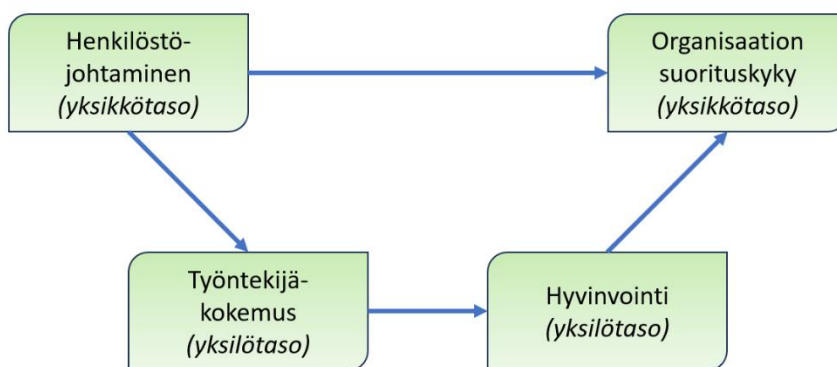 Henkilöstö-
johtaminen
(yksikkötaso)
Organisaation
suorituskyky
(yksikkötaso)
Työntekijä-
kokemus
(yksilötaso)
Hyvinvointi
(yksilötaso)